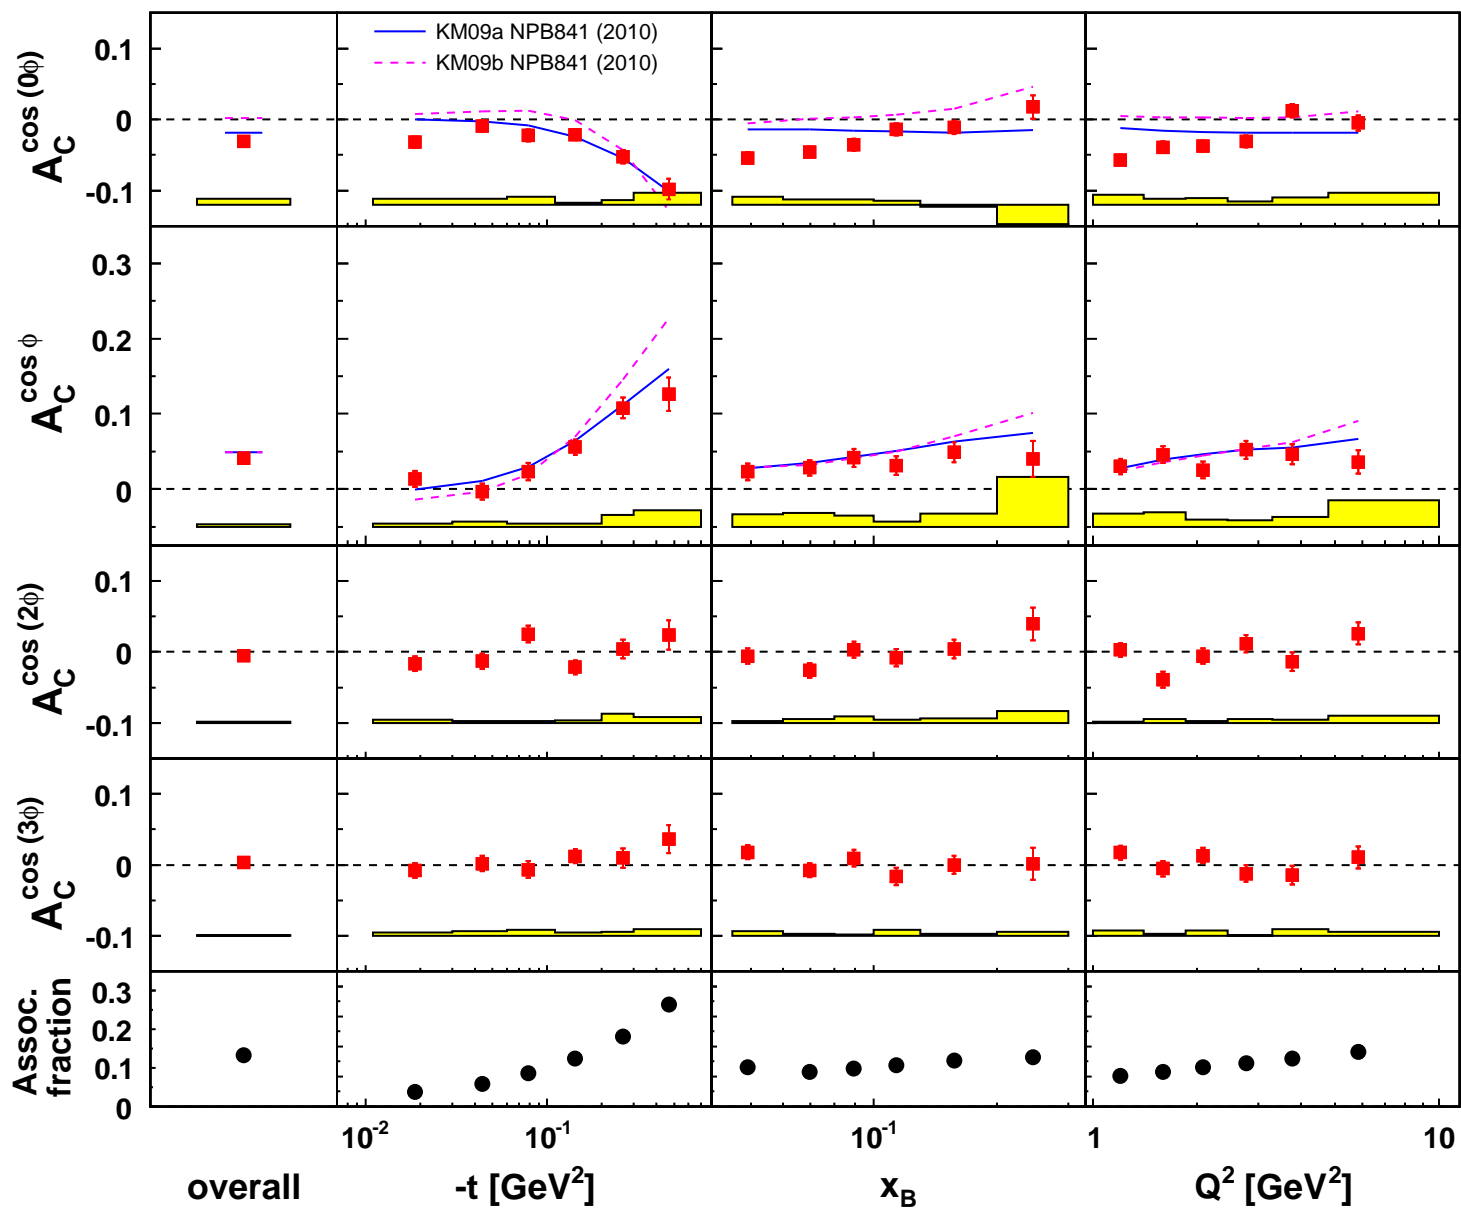 KM09a NPB841 (2010)
KM09b NPB841 (2010)
A_C^cos (0ϕ)
0.1
0
-0.1
A_C^cos ϕ
0.3
0.2
0.1
0
A_C^cos (2ϕ)
0.1
0
-0.1
A_C^cos (3ϕ)
0.1
0
-0.1
Assoc.
fraction
0.3
0.2
0.1
0
10^-2 10^-1 10^-1 1 10
overall -t [GeV^2] x_B Q^2 [GeV^2]